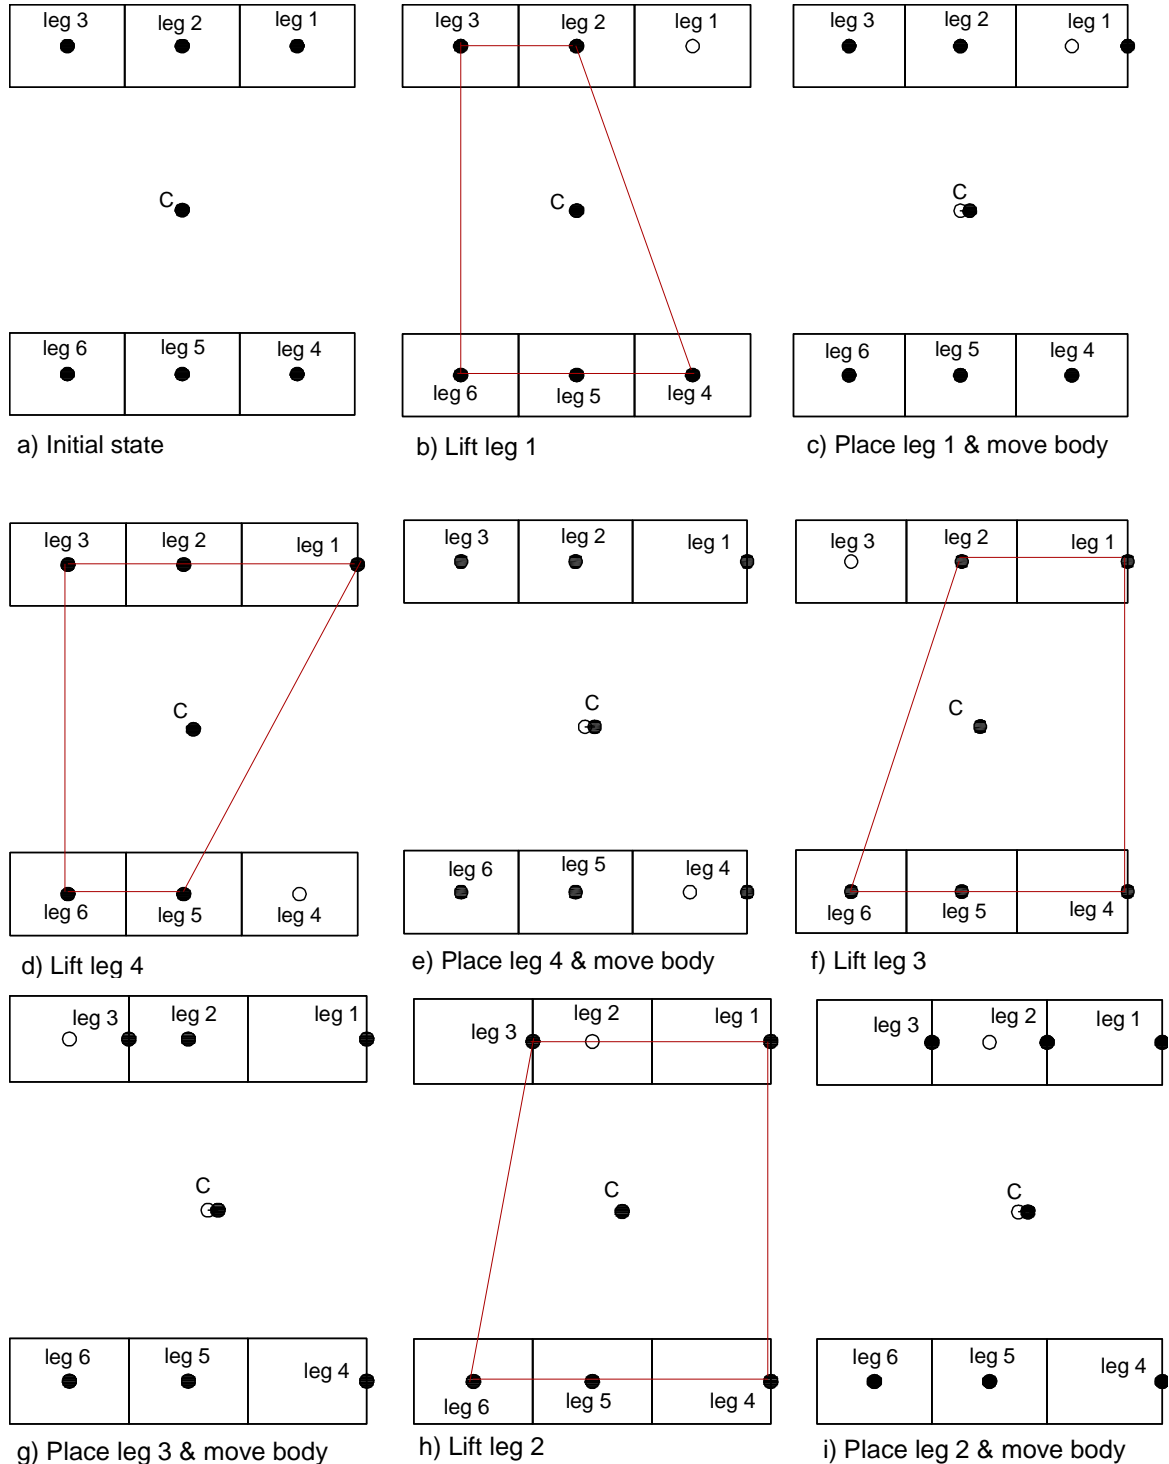 leg 3 leg 2 leg 1
C
leg 6 leg 5 leg 4
a) Initial state
leg 3 leg 2 leg 1
C
leg 6 leg 5 leg 4
b) Lift leg 1
leg 3 leg 2 leg 1
C
leg 6 leg 5 leg 4
c) Place leg 1 & move body
leg 3 leg 2 leg 1
C
leg 6 leg 5 leg 4
d) Lift leg 4
leg 3 leg 2 leg 1
C
leg 6 leg 5 leg 4
e) Place leg 4 & move body
leg 3 leg 2 leg 1
C
leg 6 leg 5 leg 4
f) Lift leg 3
leg 3 leg 2 leg 1
C
leg 6 leg 5 leg 4
g) Place leg 3 & move body
leg 3 leg 2 leg 1
C
leg 6 leg 5 leg 4
h) Lift leg 2
leg 3 leg 2 leg 1
C
leg 6 leg 5 leg 4
i) Place leg 2 & move body